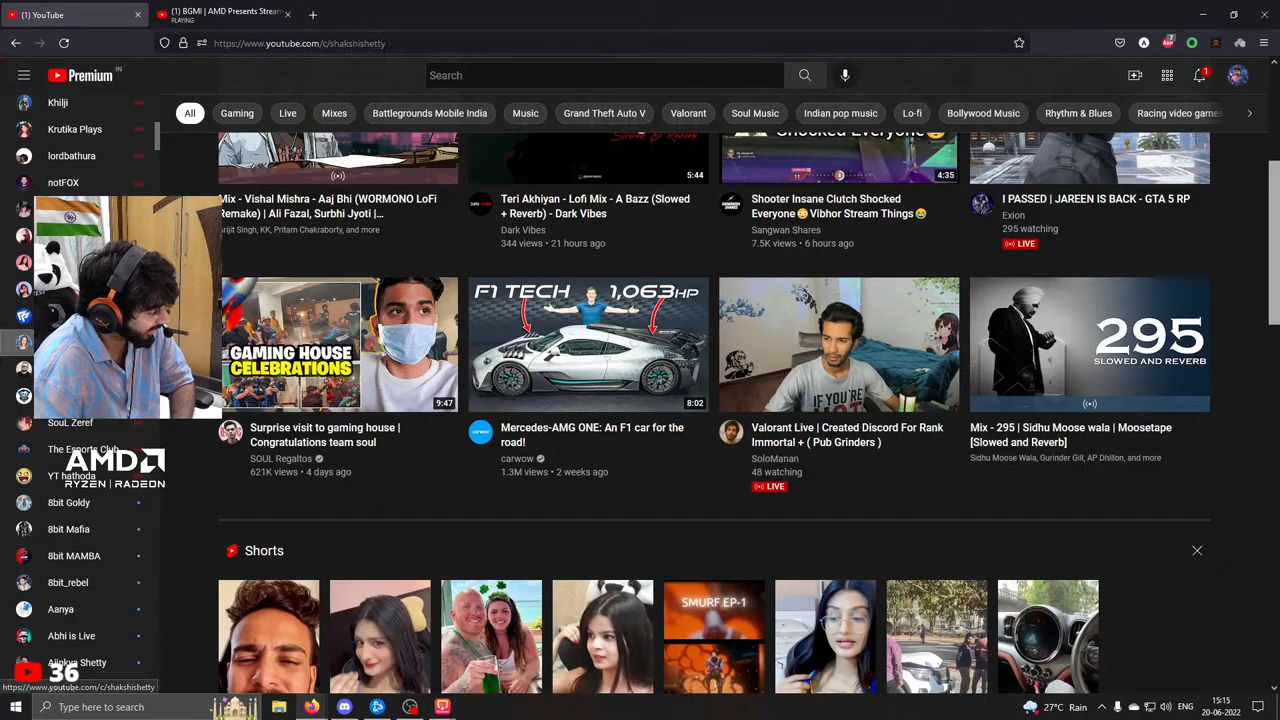 (1) YouTube
(1) BGMI | AMD Presents Strea
PLAYING
https://www.youtube.com/c/shakshishetty
Premium
IN
Search
1
Khilji
Krutika Plays
lordbathura
notFOX
SouL Zeref
The Esports Club
YT hathoda
8bit Goldy
8bit Mafia
8bit MAMBA
8bit_rebel
Aanya
Abhi is Live
Ajinkya Shetty
AMD
RYZEN | RADEON
36
All
Gaming
Live
Mixes
Battlegrounds Mobile India
Music
Grand Theft Auto V
Valorant
Soul Music
Indian pop music
Lo-fi
Bollywood Music
Rhythm & Blues
Racing video games
5:44
Shocked Everyone
4:35
Mix - Vishal Mishra - Aaj Bhi (WORMONO LoFi
Remake) | Ali Fazal, Surbhi Jyoti |...
Arijit Singh, KK, Pritam Chakraborty, and more
Teri Akhiyan - Lofi Mix - A Bazz (Slowed
+ Reverb) - Dark Vibes
Dark Vibes
344 views • 21 hours ago
Shooter Insane Clutch Shocked
Everyone😳Vibhor Stream Things😂
Sangwan Shares
7.5K views • 6 hours ago
I PASSED | JAREEN IS BACK - GTA 5 RP
Exion
295 watching
LIVE
GAMING HOUSE
CELEBRATIONS
9:47
F1 TECH
1,063HP
8:02
IF YOU'RE
HOT
295
SLOWED AND REVERB
Surprise visit to gaming house |
Congratulations team soul
SOUL Regaltos
621K views • 4 days ago
Mercedes-AMG ONE: An F1 car for the
road!
carwow
1.3M views • 2 weeks ago
Valorant Live | Created Discord For Rank
Immortal + ( Pub Grinders )
SoloManan
48 watching
LIVE
Mix - 295 | Sidhu Moose wala | Moosetape
[Slowed and Reverb]
Sidhu Moose Wala, Gurinder Gill, AP Dhillon, and more
Shorts
SMURF EP-1
https://www.youtube.com/c/shakshishetty
Type here to search
27°C Rain
ENG
15:15
20-06-2022